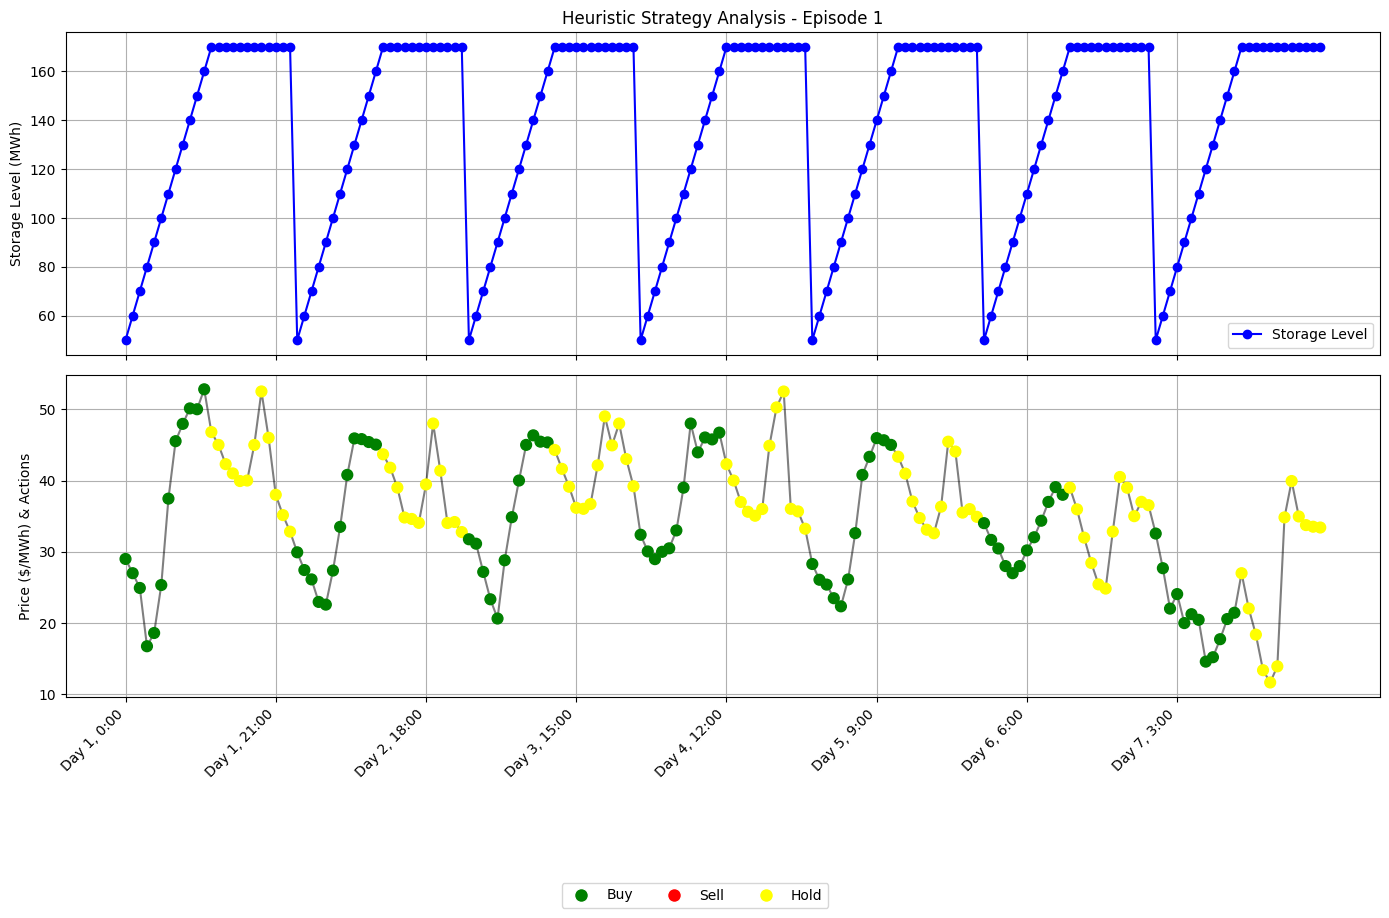 Heuristic Strategy Analysis - Episode 1
Storage Level (MWh)
160
140
120
100
80
60
Storage Level
Price ($/MWh) & Actions
50
40
30
20
10
Day 1, 0:00
Day 1, 21:00
Day 2, 18:00
Day 3, 15:00
Day 4, 12:00
Day 5, 9:00
Day 6, 6:00
Day 7, 3:00
Buy
Sell
Hold